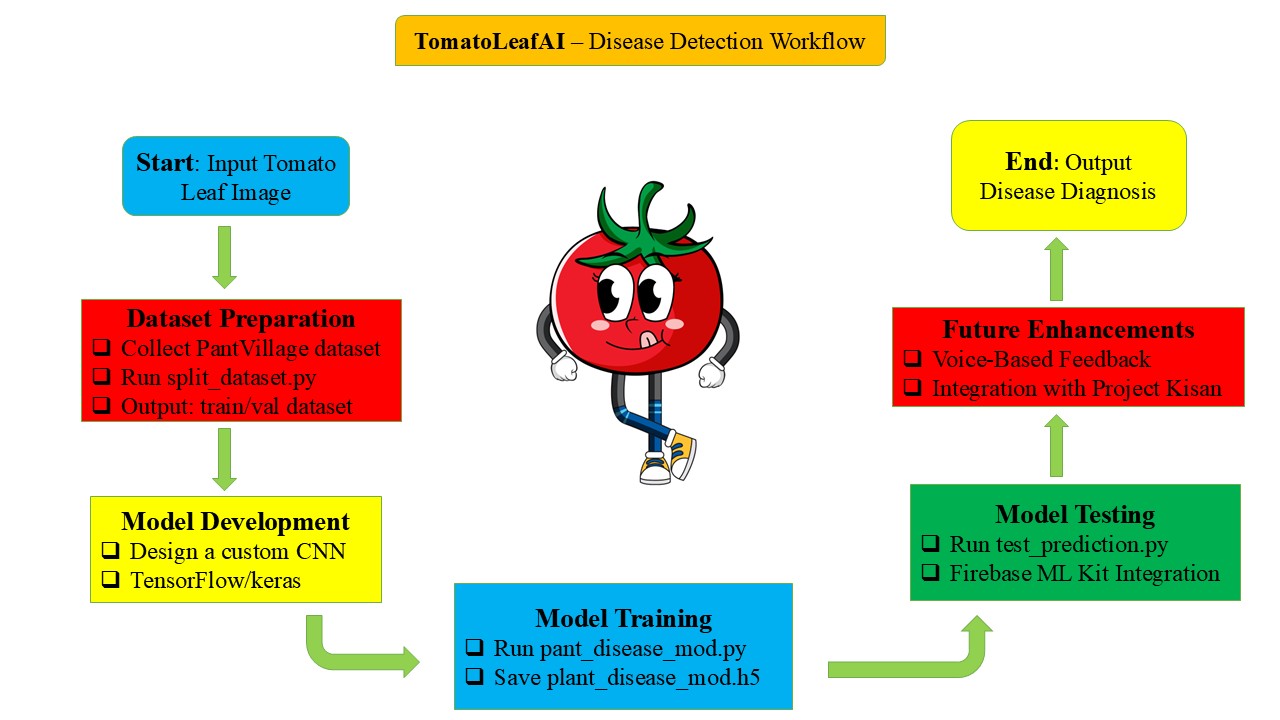 TomatoLeafAI – Disease Detection Workflow
Start: Input Tomato
Leaf Image
Dataset Preparation
❑ Collect PantVillage dataset
❑ Run split_dataset.py
❑ Output: train/val dataset
Model Development
❑ Design a custom CNN
❑ TensorFlow/keras
Model Training
❑ Run pant_disease_mod.py
❑ Save plant_disease_mod.h5
Model Testing
❑ Run test_prediction.py
❑ Firebase ML Kit Integration
Future Enhancements
❑ Voice-Based Feedback
❑ Integration with Project Kisan
End: Output
Disease Diagnosis